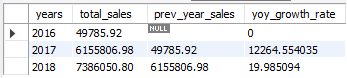 years total_sales prev_year_sales yoy_growth_rate
2016 49785.92 NULL 0
2017 6155806.98 49785.92 12264.554035
2018 7386050.80 6155806.98 19.985094